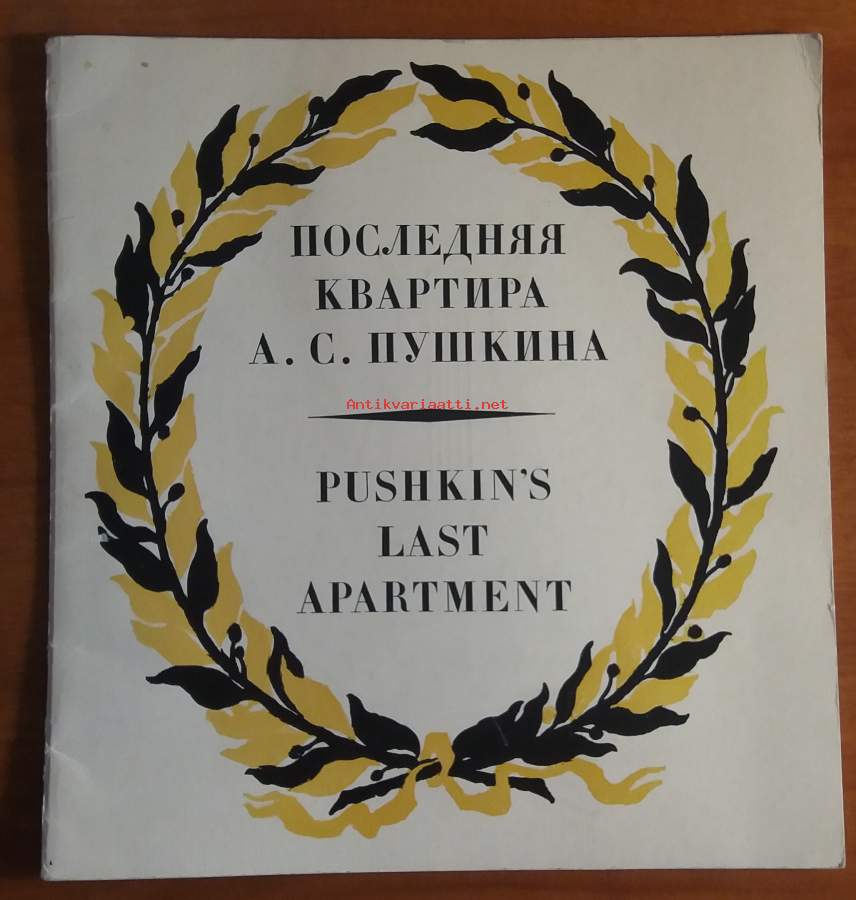 ПОСЛЕДНЯЯ
КВАРТИРА
А. С. ПУШКИНА
Antikvariaatti.net
PUSHKIN'S
LAST
APARTMENT